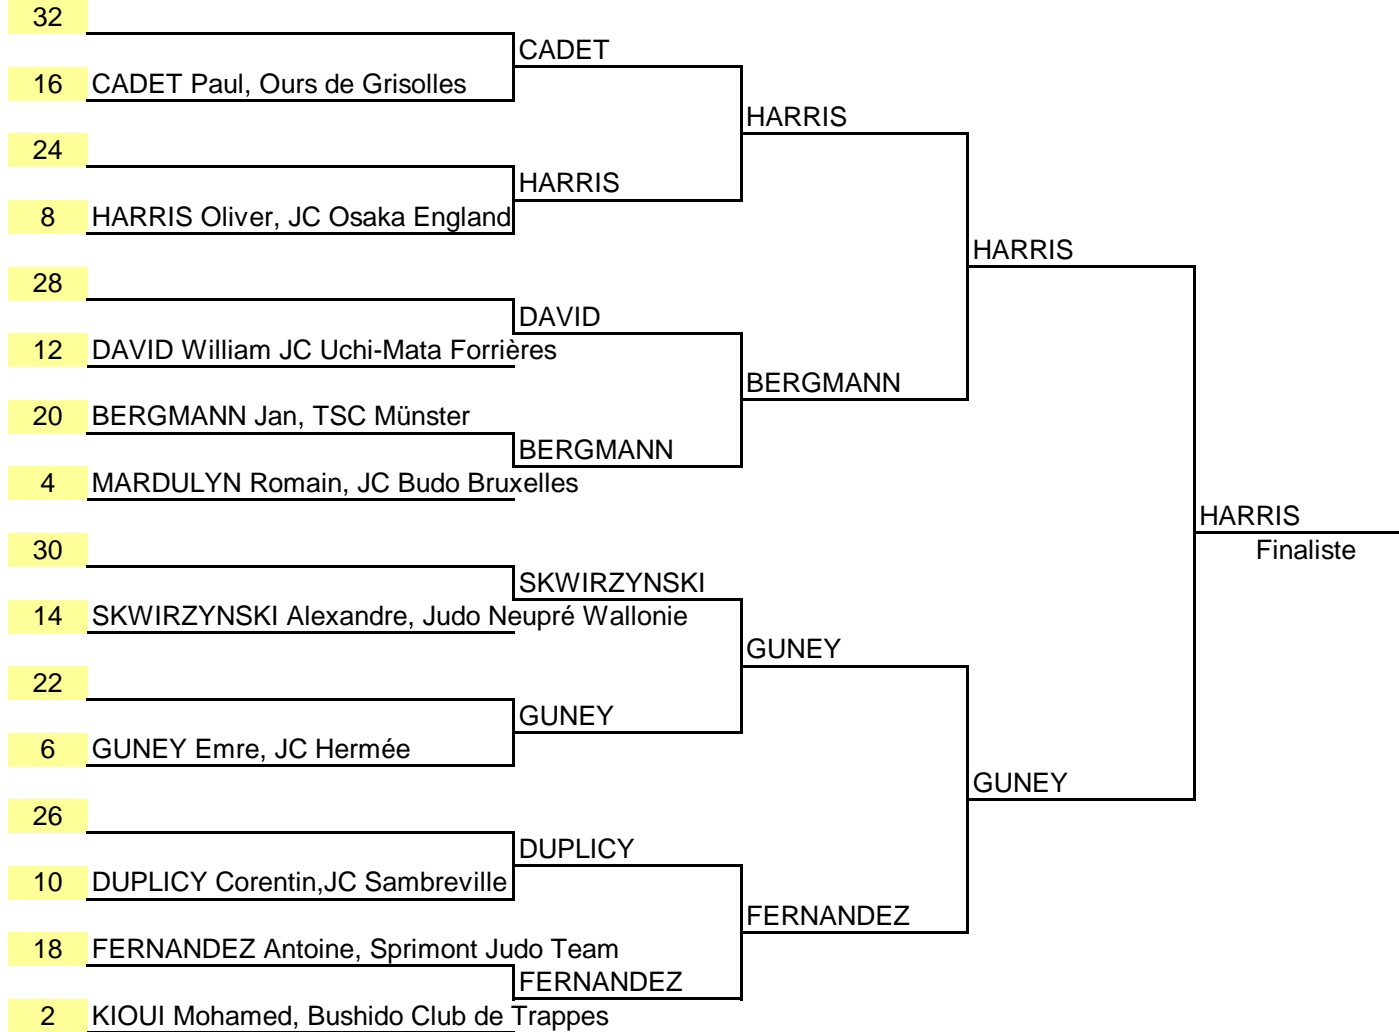 32
CADET
16 CADET Paul, Ours de Grisolles
HARRIS
24
HARRIS
8 HARRIS Oliver, JC Osaka England
HARRIS
28
DAVID
12 DAVID William JC Uchi-Mata Forrières
BERGMANN
20 BERGMANN Jan, TSC Münster
BERGMANN
4 MARDULYN Romain, JC Budo Bruxelles
HARRIS
30 Finaliste
SKWIRZYNSKI
14 SKWIRZYNSKI Alexandre, Judo Neupré Wallonie
GUNEY
22
GUNEY
6 GUNEY Emre, JC Hermée
GUNEY
26
DUPLICY
10 DUPLICY Corentin,JC Sambreville
FERNANDEZ
18 FERNANDEZ Antoine, Sprimont Judo Team
FERNANDEZ
2 KIOUI Mohamed, Bushido Club de Trappes